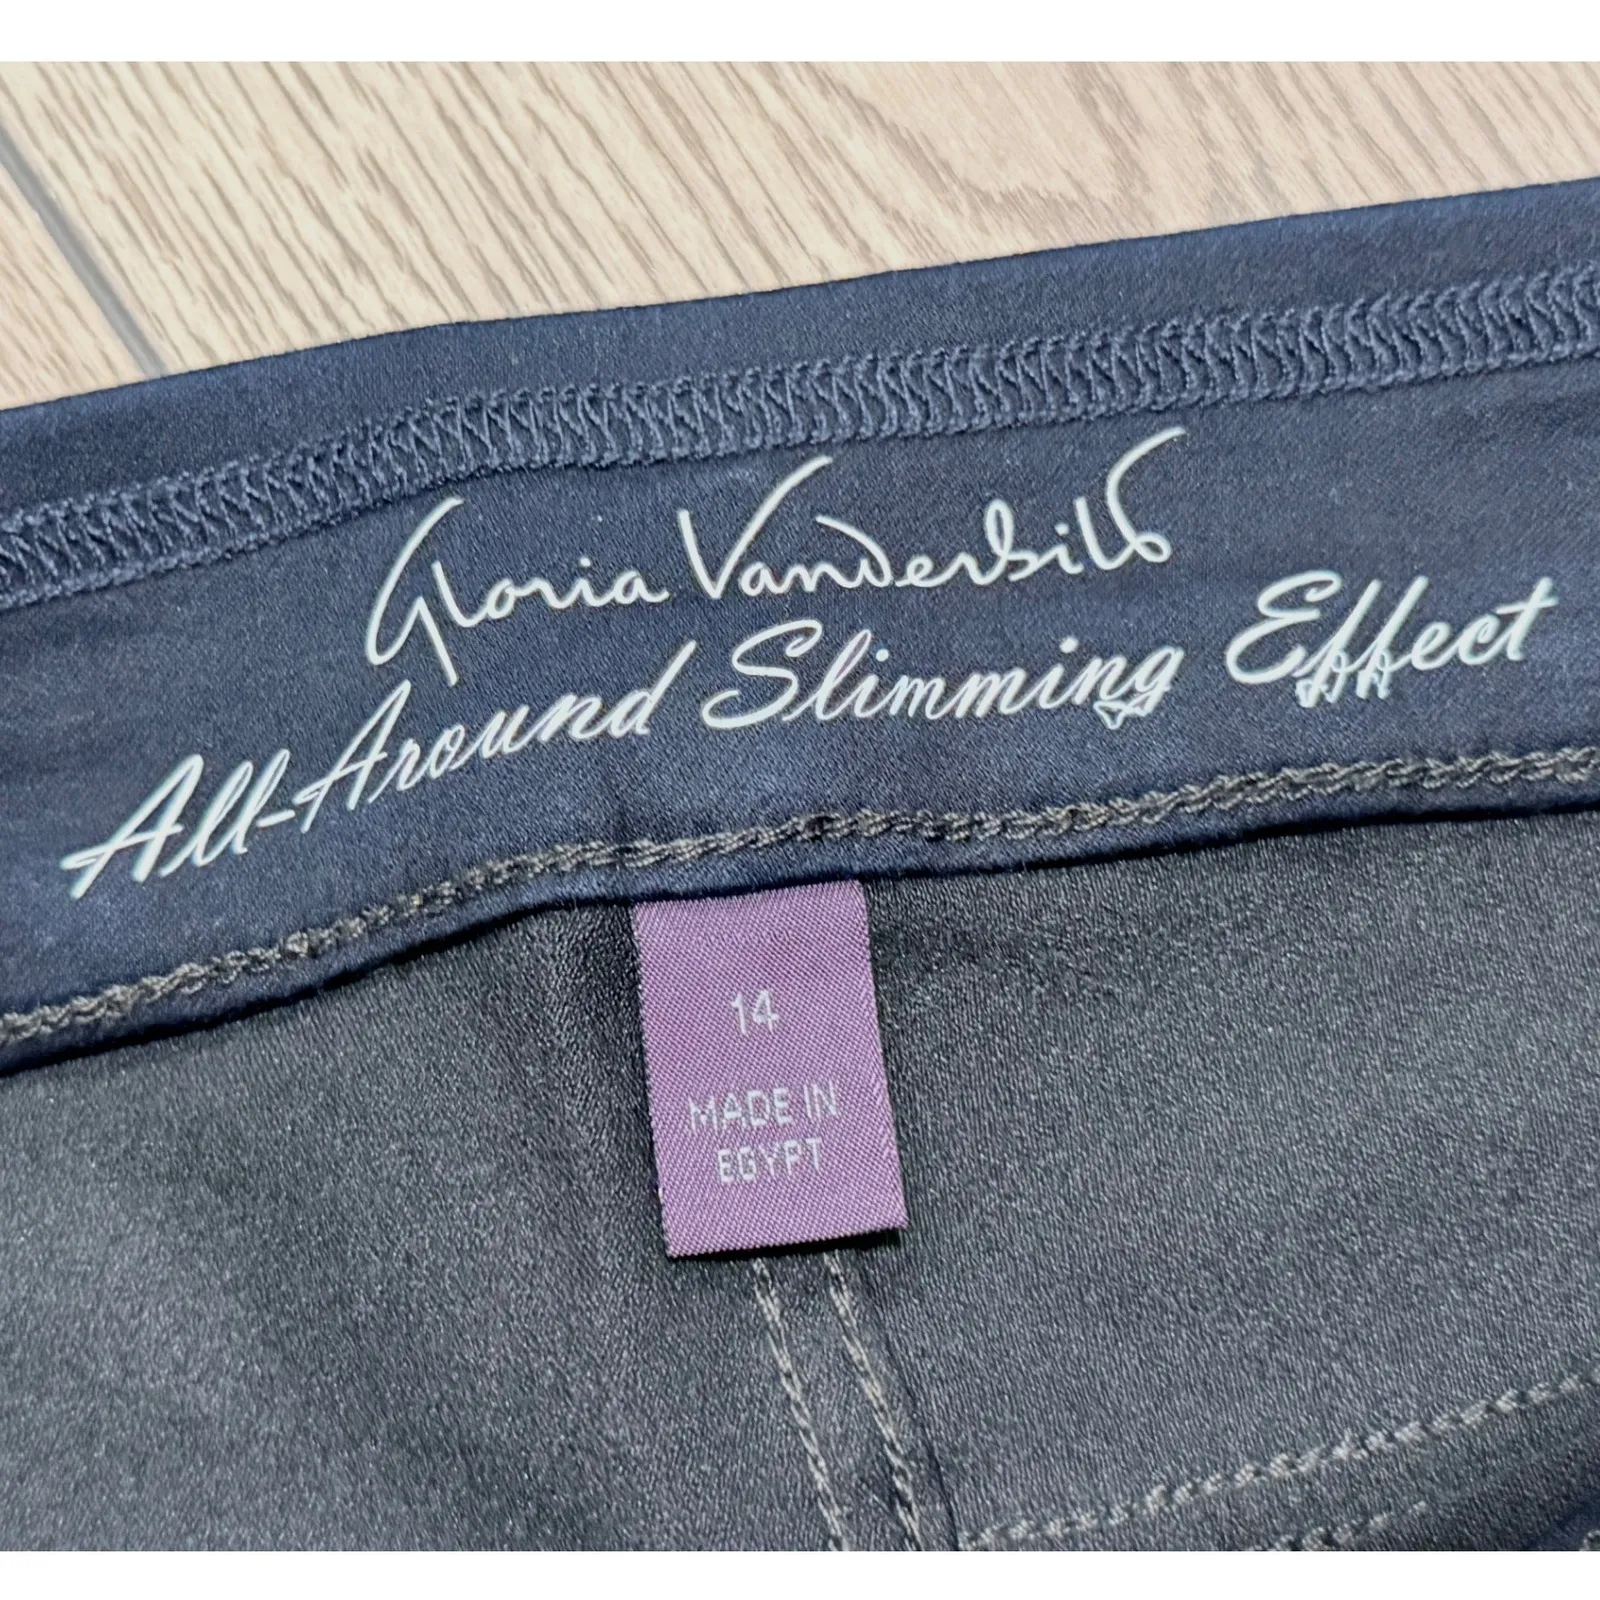 Gloria Vanderbilt
All-Around Slimming Effect
14
MADE IN
EGYPT